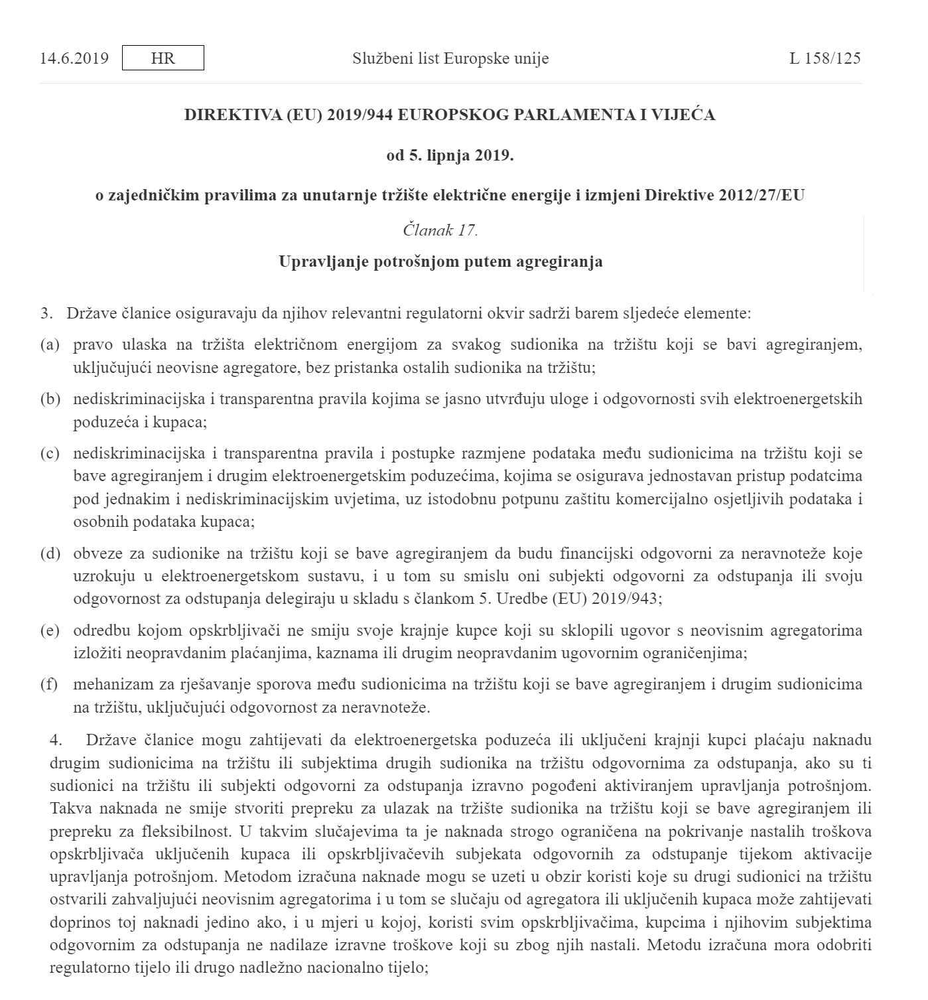 14.6.2019 HR Službeni list Europske unije L 158/125
DIREKTIVA (EU) 2019/944 EUROPSKOG PARLAMENTA I VIJEĆA
od 5. lipnja 2019.
o zajedničkim pravilima za unutarnje tržište električne energije i izmjeni Direktive 2012/27/EU
Članak 17.
Upravljanje potrošnjom putem agregiranja
3. Države članice osiguravaju da njihov relevantni regulatorni okvir sadrži barem sljedeće elemente:
(a) pravo ulaska na tržišta električnom energijom za svakog sudionika na tržištu koji se bavi agregiranjem,
uključujući neovisne agregatore, bez pristanka ostalih sudionika na tržištu;
(b) nediskriminacijska i transparentna pravila kojima se jasno utvrđuju uloge i odgovornosti svih elektroenergetskih
poduzeća i kupaca;
(c) nediskriminacijska i transparentna pravila i postupke razmjene podataka među sudionicima na tržištu koji se
bave agregiranjem i drugim elektroenergetskim poduzećima, kojima se osigurava jednostavan pristup podatcima
pod jednakim i nediskriminacijskim uvjetima, uz istodobnu potpunu zaštitu komercijalno osjetljivih podataka i
osobnih podataka kupaca;
(d) obveze za sudionike na tržištu koji se bave agregiranjem da budu financijski odgovorni za neravnoteže koje
uzrokuju u elektroenergetskom sustavu, i u tom su smislu oni subjekti odgovorni za odstupanja ili svoju
odgovornost za odstupanja delegiraju u skladu s člankom 5. Uredbe (EU) 2019/943;
(e) odredbu kojom opskrbljivači ne smiju svoje krajnje kupce koji su sklopili ugovor s neovisnim agregatorima
izložiti neopravdanim plaćanjima, kaznama ili drugim neopravdanim ugovornim ograničenjima;
(f) mehanizam za rješavanje sporova među sudionicima na tržištu koji se bave agregiranjem i drugim sudionicima
na tržištu, uključujući odgovornost za neravnoteže.
4. Države članice mogu zahtijevati da elektroenergetska poduzeća ili uključeni krajnji kupci plaćaju naknadu
drugim sudionicima na tržištu ili subjektima drugih sudionika na tržištu odgovornima za odstupanja, ako su ti
sudionici na tržištu ili subjekti odgovorni za odstupanja izravno pogođeni aktiviranjem upravljanja potrošnjom.
Takva naknada ne smije stvoriti prepreku za ulazak na tržište sudionika na tržištu koji se bave agregiranjem ili
prepreku za fleksibilnost. U takvim slučajevima ta je naknada strogo ograničena na pokrivanje nastalih troškova
opskrbljivača uključenih kupaca ili opskrbljivačevih subjekata odgovornih za odstupanje tijekom aktivacije
upravljanja potrošnjom. Metodom izračuna naknade mogu se uzeti u obzir koristi koje su drugi sudionici na tržištu
ostvarili zahvaljujući neovisnim agregatorima i u tom se slučaju od agregatora ili uključenih kupaca može zahtijevati
doprinos toj naknadi jedino ako, i u mjeri u kojoj, koristi svim opskrbljivačima, kupcima i njihovim subjektima
odgovornim za odstupanja ne nadilaze izravne troškove koji su zbog njih nastali. Metodu izračuna mora odobriti
regulatorno tijelo ili drugo nadležno nacionalno tijelo;